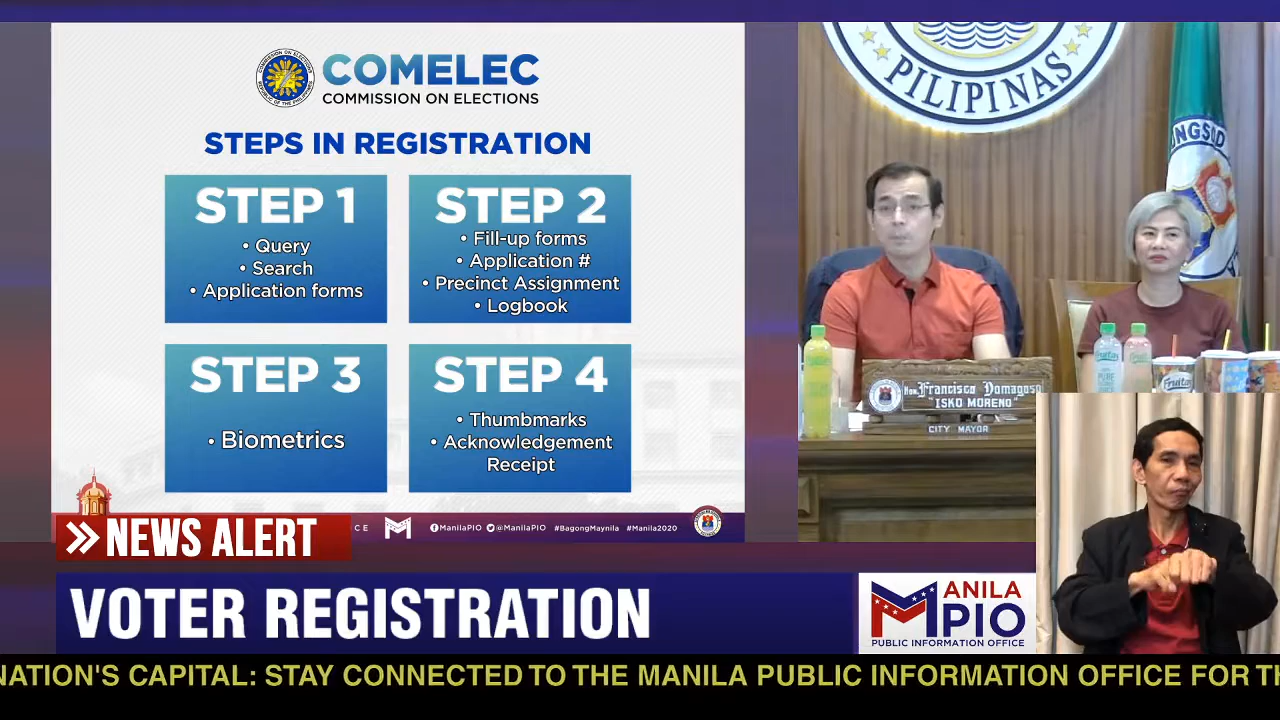 COMELEC
COMMISSION ON ELECTIONS
STEPS IN REGISTRATION
STEP 1
• Query
• Search
• Application forms
STEP 2
• Fill-up forms
• Application #
• Precinct Assignment
• Logbook
STEP 3
• Biometrics
STEP 4
• Thumbmarks
• Acknowledgement
Receipt
ManilaPIO @ManilaPIO #BagongMaynila #Manila2020
PILIPINAS
Hon. Francisco Domagoso
"ISKO MORENO"
CITY MAYOR
Fruitas
NEWS ALERT
VOTER REGISTRATION
MANILA
PIO
PUBLIC INFORMATION OFFICE
NATION'S CAPITAL: STAY CONNECTED TO THE MANILA PUBLIC INFORMATION OFFICE FOR TH